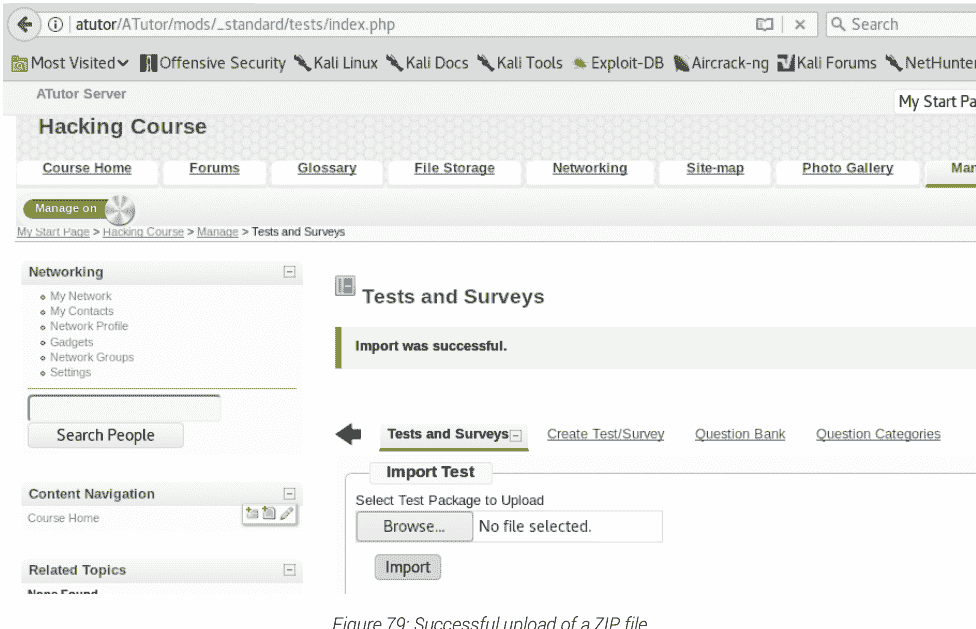 atutor/ATutor/mods/_standard/tests/index.php Search
Most Visited Offensive Security Kali Linux Kali Docs Kali Tools Exploit-DB Aircrack-ng Kali Forums NetHunter
ATutor Server
My Start Pa
Hacking Course
Course Home Forums Glossary File Storage Networking Site-map Photo Gallery Man
Manage on
My Start Page > Hacking Course > Manage > Tests and Surveys
Networking
My Network
My Contacts
Network Profile
Gadgets
Network Groups
Settings
Search People
Content Navigation
Course Home
Related Topics
None Found
Tests and Surveys
Import was successful.
Tests and Surveys Create Test/Survey Question Bank Question Categories
Import Test
Select Test Package to Upload
Browse... No file selected.
Import
Figure 79: Successful upload of a ZIP file